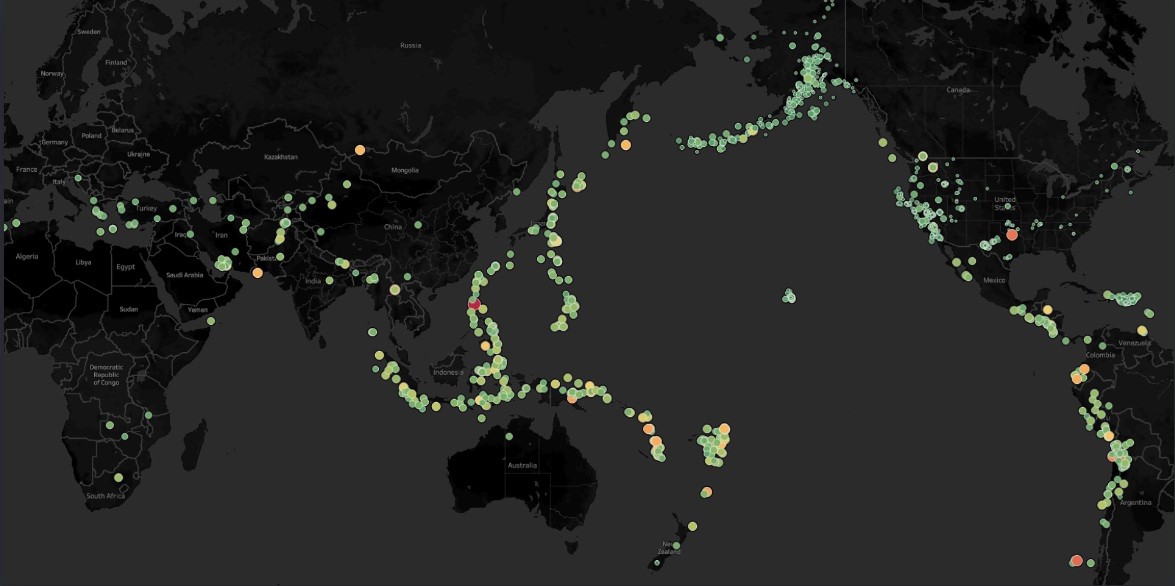 Sweden
Russia
Finland
Norway
Canada
Belarus
Poland
Germany
Ukraine
Kazakhstan
Mongolia
France
Italy
United
States
Turkey
China
Iraq
Iran
Algeria
Libya
Egypt
Pakist
Saudi Arabia
India
Mexico
Sudan
Yemen
Venezuela
Colombia
Democratic
Republic
of Congo
Indonesia
Australia
South Africa
Argentina
New
Zealand